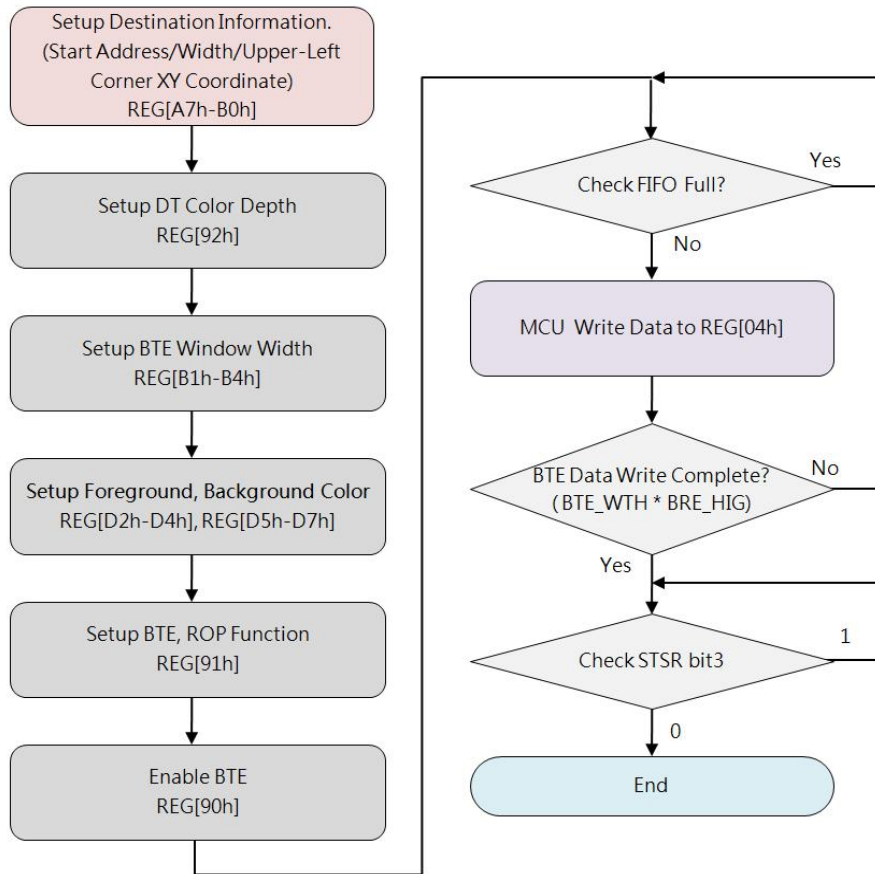 Setup Destination Information.
(Start Address/Width/Upper-Left
Corner XY Coordinate)
REG[A7h-B0h]
Setup DT Color Depth
REG[92h]
Setup BTE Window Width
REG[B1h-B4h]
Setup Foreground, Background Color
REG[D2h-D4h], REG[D5h-D7h]
Setup BTE, ROP Function
REG[91h]
Enable BTE
REG[90h]
Check FIFO Full?
Yes
No
MCU Write Data to REG[04h]
BTE Data Write Complete?
(BTE_WTH * BRE_HIG)
No
Yes
Check STSR bit3
1
0
End